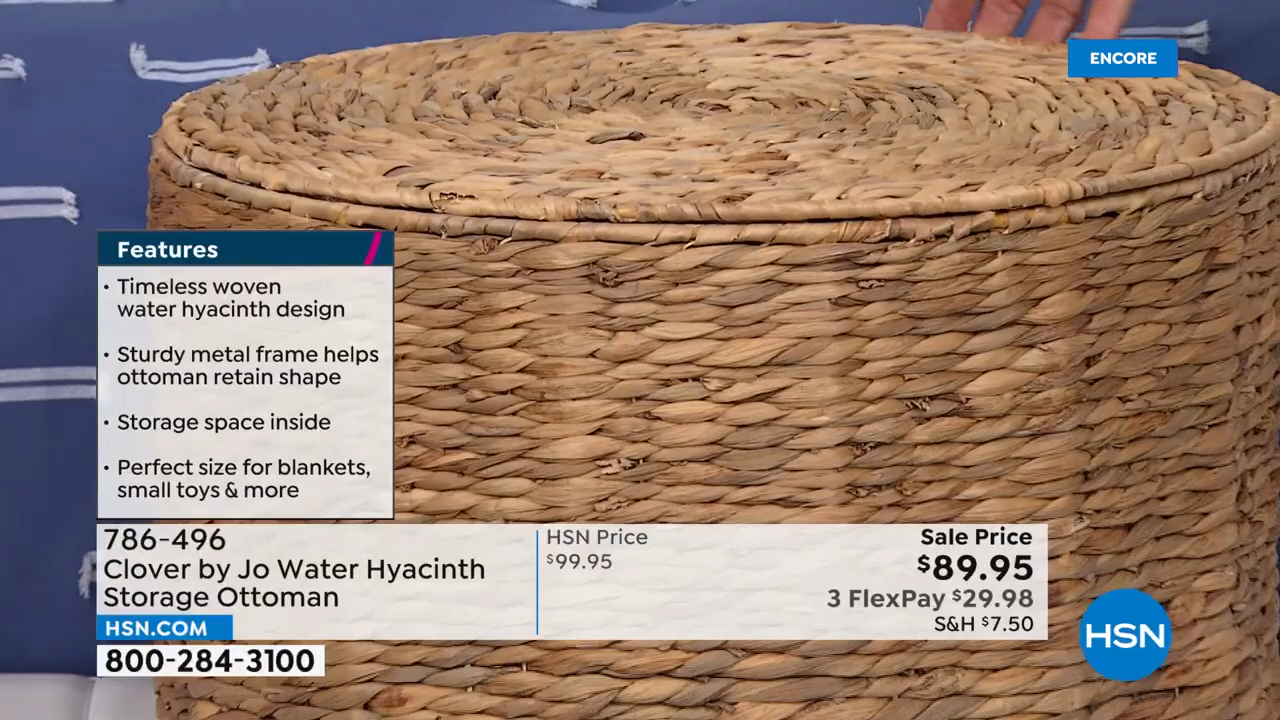 ENCORE
Features
• Timeless woven
water hyacinth design
• Sturdy metal frame helps
ottoman retain shape
• Storage space inside
• Perfect size for blankets,
small toys & more
786-496
Clover by Jo Water Hyacinth
Storage Ottoman
HSN.COM
800-284-3100
HSN Price
$99.95
Sale Price
$89.95
3 FlexPay $29.98
S&H $7.50
HSN